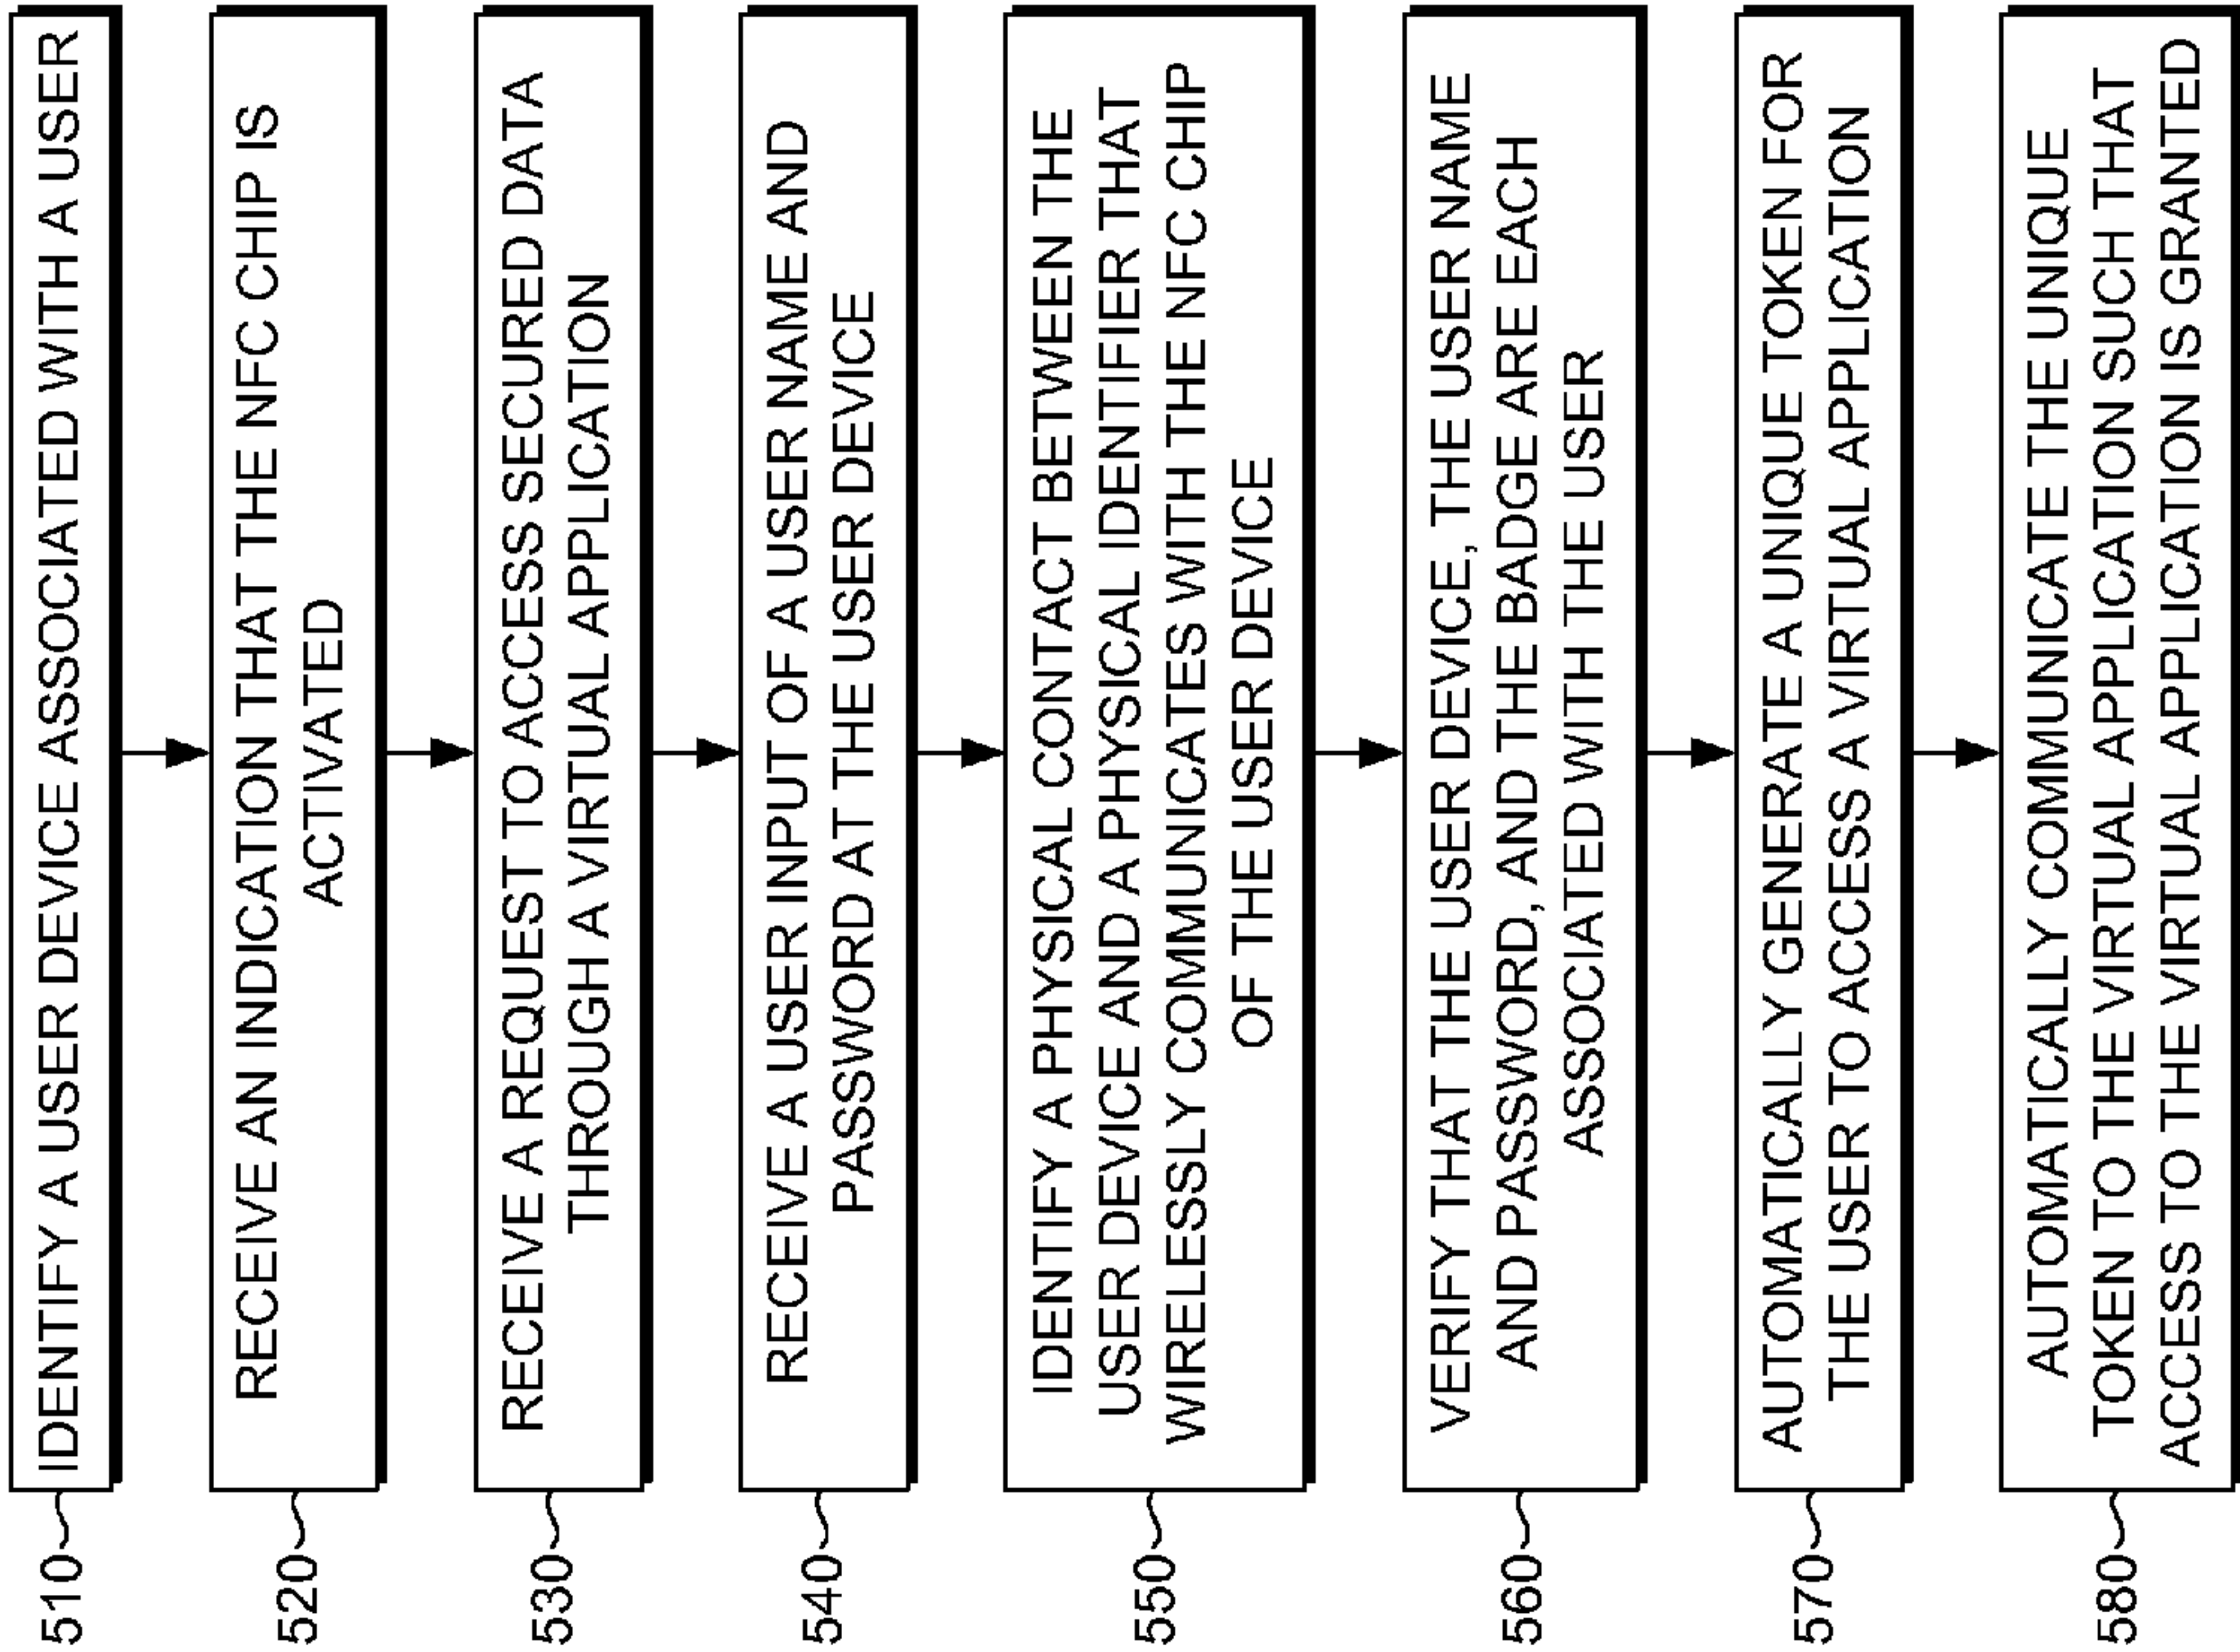 510
IDENTIFY A USER DEVICE ASSOCIATED WITH A USER
520
RECEIVE AN INDICATION THAT THE NFC CHIP IS
ACTIVATED
530
RECEIVE A REQUEST TO ACCESS SECURED DATA
THROUGH A VIRTUAL APPLICATION
540
RECEIVE A USER INPUT OF A USER NAME AND
PASSWORD AT THE USER DEVICE
550
IDENTIFY A PHYSICAL CONTACT BETWEEN THE
USER DEVICE AND A PHYSICAL IDENTIFIER THAT
WIRELESSLY COMMUNICATES WITH THE NFC CHIP
OF THE USER DEVICE
560
VERIFY THAT THE USER DEVICE, THE USER NAME
AND PASSWORD, AND THE BADGE ARE EACH
ASSOCIATED WITH THE USER
570
AUTOMATICALLY GENERATE A UNIQUE TOKEN FOR
THE USER TO ACCESS A VIRTUAL APPLICATION
580
AUTOMATICALLY COMMUNICATE THE UNIQUE
TOKEN TO THE VIRTUAL APPLICATION SUCH THAT
ACCESS TO THE VIRTUAL APPLICATION IS GRANTED